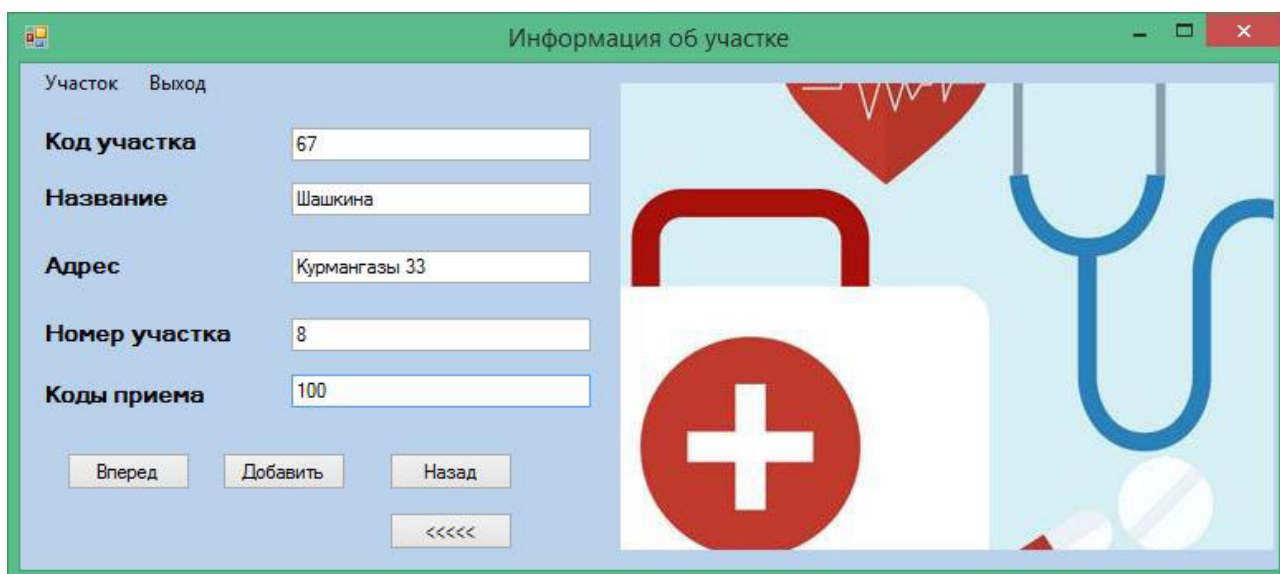 Информация об участке
Участок Выход
Код участка 67
Название Шашкина
Адрес Курмангазы 33
Номер участка 8
Коды приема 100
Вперед Добавить Назад
<<<<<